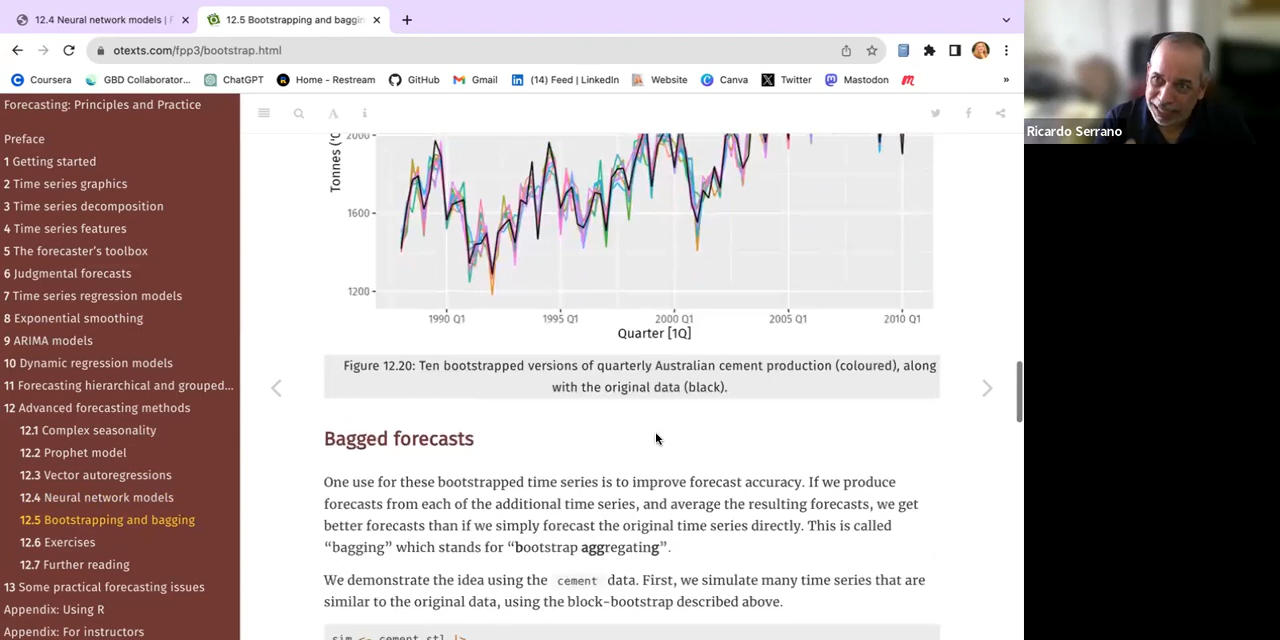 12.4 Neural network models | F
12.5 Bootstrapping and baggin
otexts.com/fpp3/bootstrap.html
Coursera
GBD Collaborator...
ChatGPT
Home - Restream
GitHub
Gmail
(14) Feed | LinkedIn
Website
Canva
Twitter
Mastodon
»
Forecasting: Principles and Practice
Preface
1 Getting started
2 Time series graphics
3 Time series decomposition
4 Time series features
5 The forecaster's toolbox
6 Judgmental forecasts
7 Time series regression models
8 Exponential smoothing
9 ARIMA models
10 Dynamic regression models
11 Forecasting hierarchical and grouped...
12 Advanced forecasting methods
12.1 Complex seasonality
12.2 Prophet model
12.3 Vector autoregressions
12.4 Neural network models
12.5 Bootstrapping and bagging
12.6 Exercises
12.7 Further reading
13 Some practical forecasting issues
Appendix: Using R
Appendix: For instructors
Tonnes ('0
2000
1600
1200
1990 Q1
1995 Q1
2000 Q1
2005 Q1
2010 Q1
Quarter [1Q]
Figure 12.20: Ten bootstrapped versions of quarterly Australian cement production (coloured), along
with the original data (black).
Bagged forecasts
One use for these bootstrapped time series is to improve forecast accuracy. If we produce
forecasts from each of the additional time series, and average the resulting forecasts, we get
better forecasts than if we simply forecast the original time series directly. This is called
“bagging” which stands for “bootstrap aggregating”.
We demonstrate the idea using the cement data. First, we simulate many time series that are
similar to the original data, using the block-bootstrap described above.
sim <- cement_stl |>
Ricardo Serrano